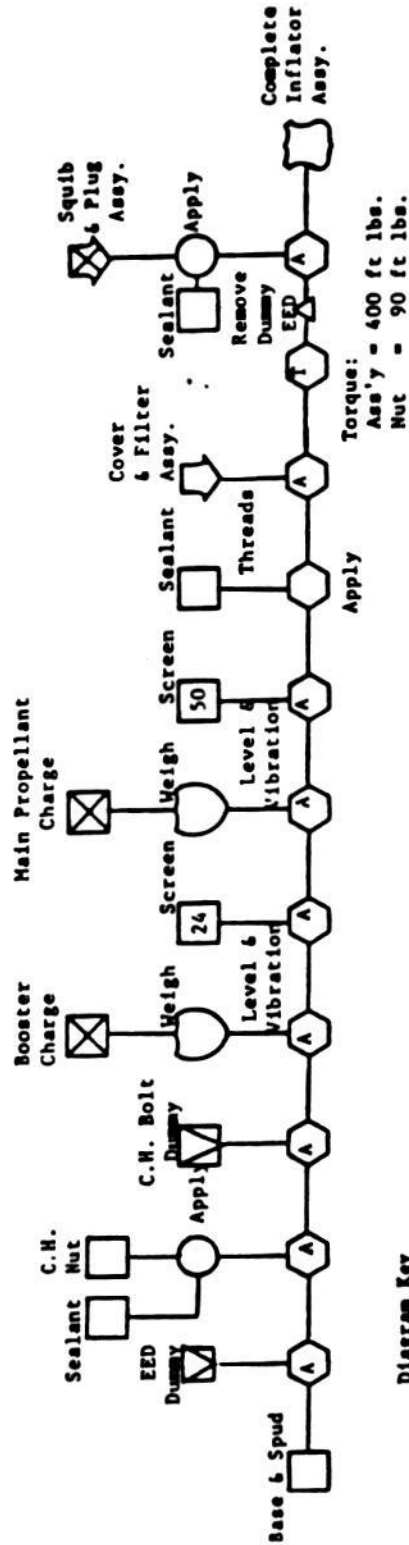 Base & Spud
EED
Dummy
A
Sealant
C.H.
Nut
Apply
A
C.H. Bolt
Dummy
A
Booster
Charge
Weigh
Level &
Vibration
A
Screen
24
A
Main Propellant
Charge
Weigh
Level &
Vibration
A
Screen
50
A
Sealant
Threads
Apply
Cover
& Filter
Assy.
A
T
Torque:
Ass'y = 400 ft lbs.
Nut = 90 ft lbs.
Remove
Dummy
EED
Squib
& Plug
Assy.
Sealant
Apply
A
Complete
Inflator
Assy.
Diagram Key